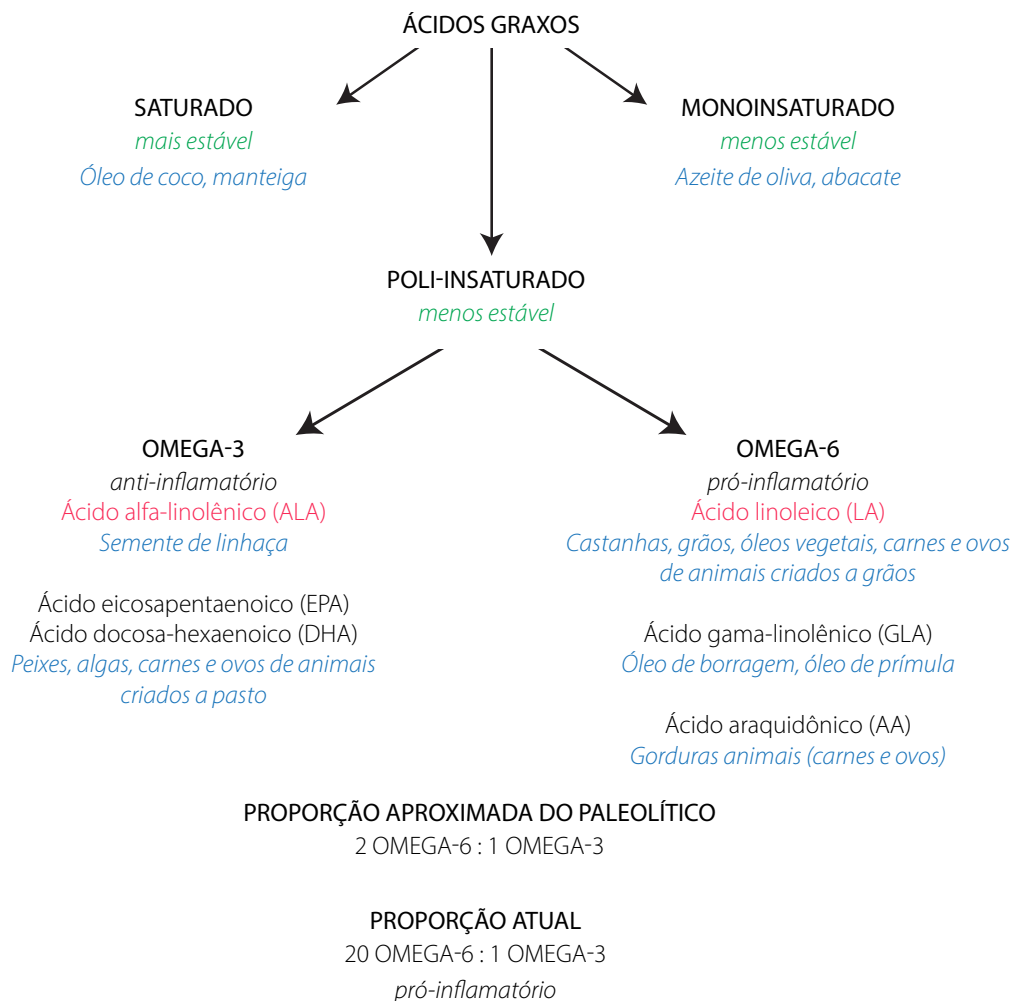 ÁCIDOS GRAXOS
SATURADO
mais estável
Óleo de coco, manteiga
MONOINSATURADO
menos estável
Azeite de oliva, abacate
POLI-INSATURADO
menos estável
OMEGA-3
anti-inflamatório
Ácido alfa-linolênico (ALA)
Semente de linhaça
Ácido eicosapentaenoico (EPA)
Ácido docosa-hexaenoico (DHA)
Peixes, algas, carnes e ovos de animais
criados a pasto
OMEGA-6
pró-inflamatório
Ácido linoleico (LA)
Castanhas, grãos, óleos vegetais, carnes e ovos
de animais criados a grãos
Ácido gama-linolênico (GLA)
Óleo de borragem, óleo de prímula
Ácido araquidônico (AA)
Gorduras animais (carnes e ovos)
PROPORÇÃO APROXIMADA DO PALEOLÍTICO
2 OMEGA-6 : 1 OMEGA-3
PROPORÇÃO ATUAL
20 OMEGA-6 : 1 OMEGA-3
pró-inflamatório